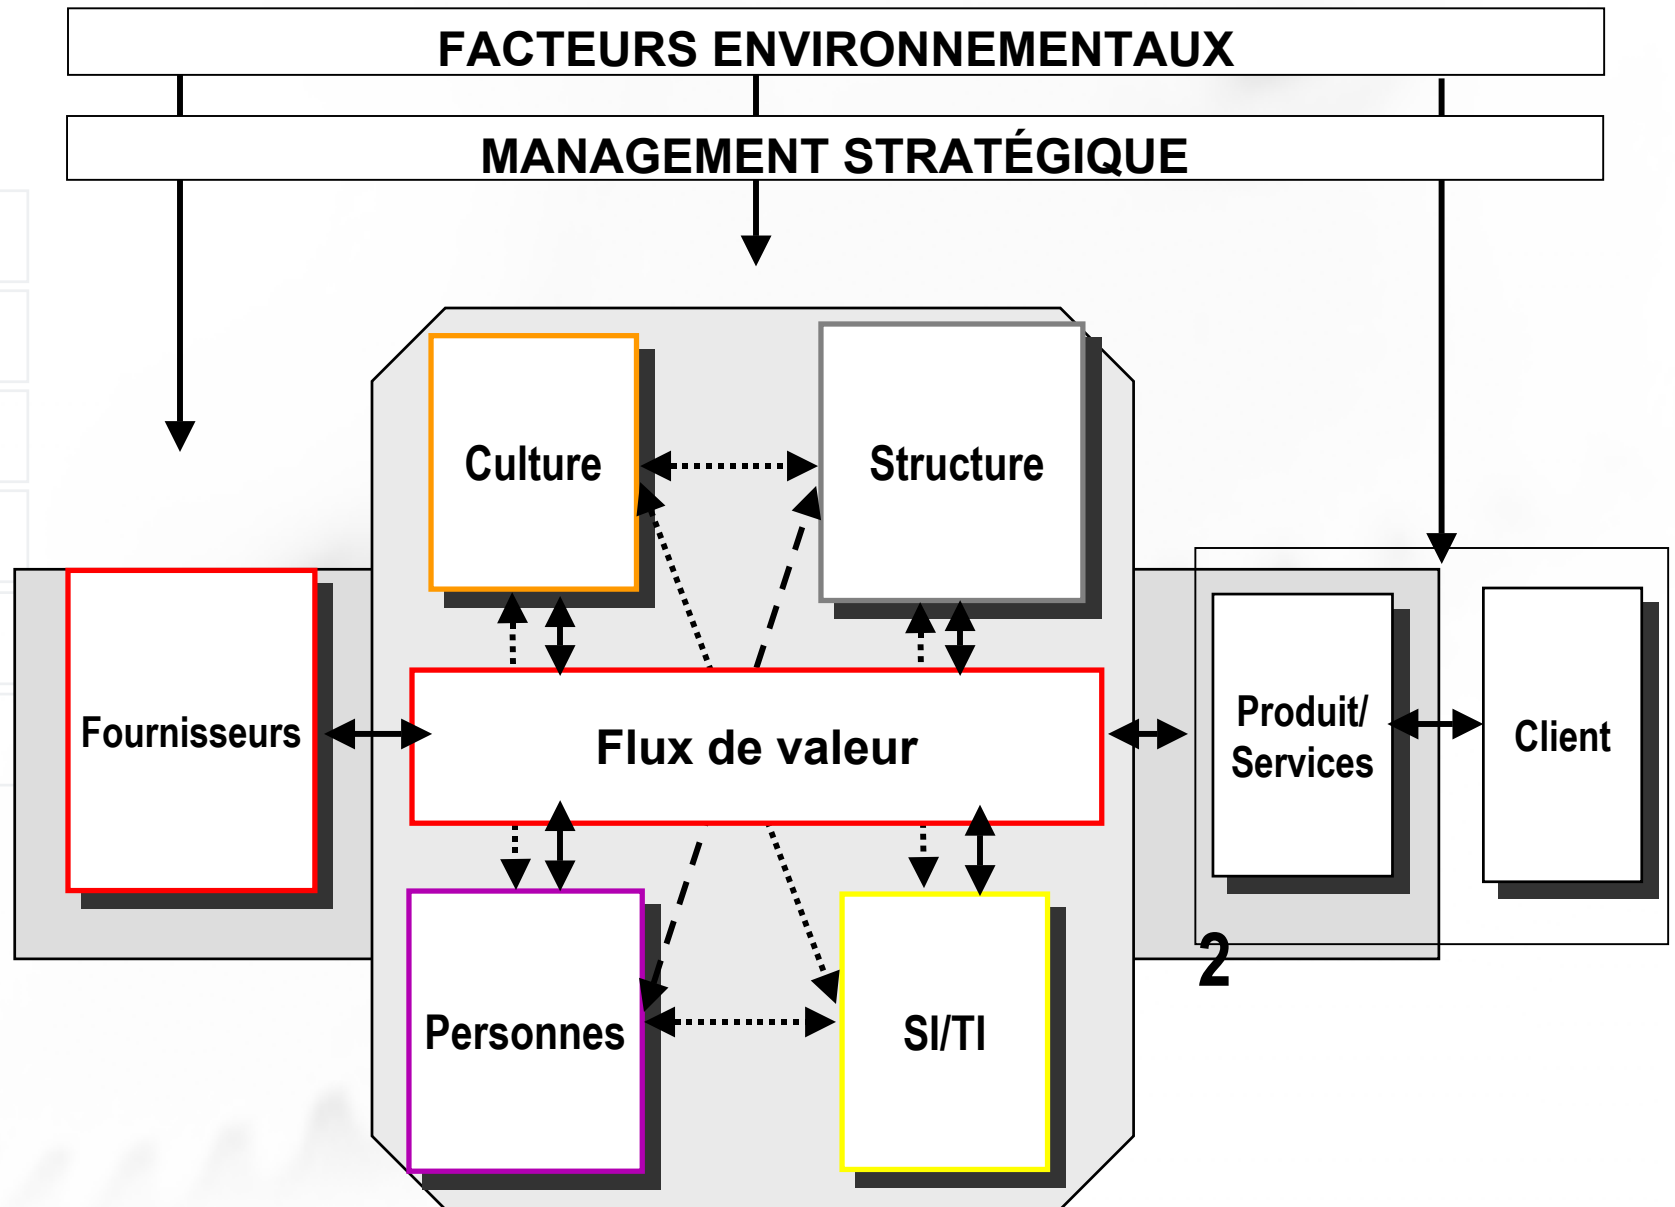 FACTEURS ENVIRONNEMENTAUX
MANAGEMENT STRATÉGIQUE
Culture
Structure
Fournisseurs
Flux de valeur
Produit/
Services
Client
2
Personnes
SI/TI